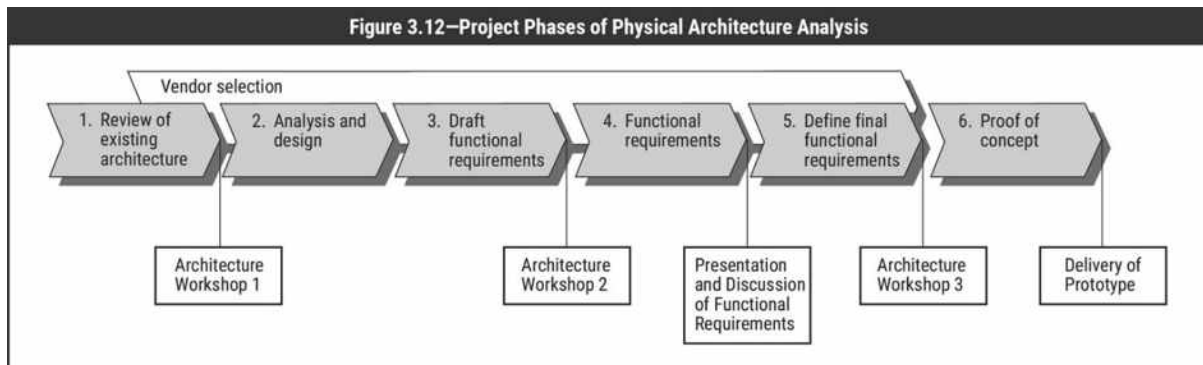 Figure 3.12—Project Phases of Physical Architecture Analysis
Vendor selection
1. Review of
existing
architecture
2. Analysis and
design
3. Draft
functional
requirements
4. Functional
requirements
5. Define final
functional
requirements
6. Proof of
concept
Architecture
Workshop 1
Architecture
Workshop 2
Presentation
and Discussion
of Functional
Requirements
Architecture
Workshop 3
Delivery of
Prototype